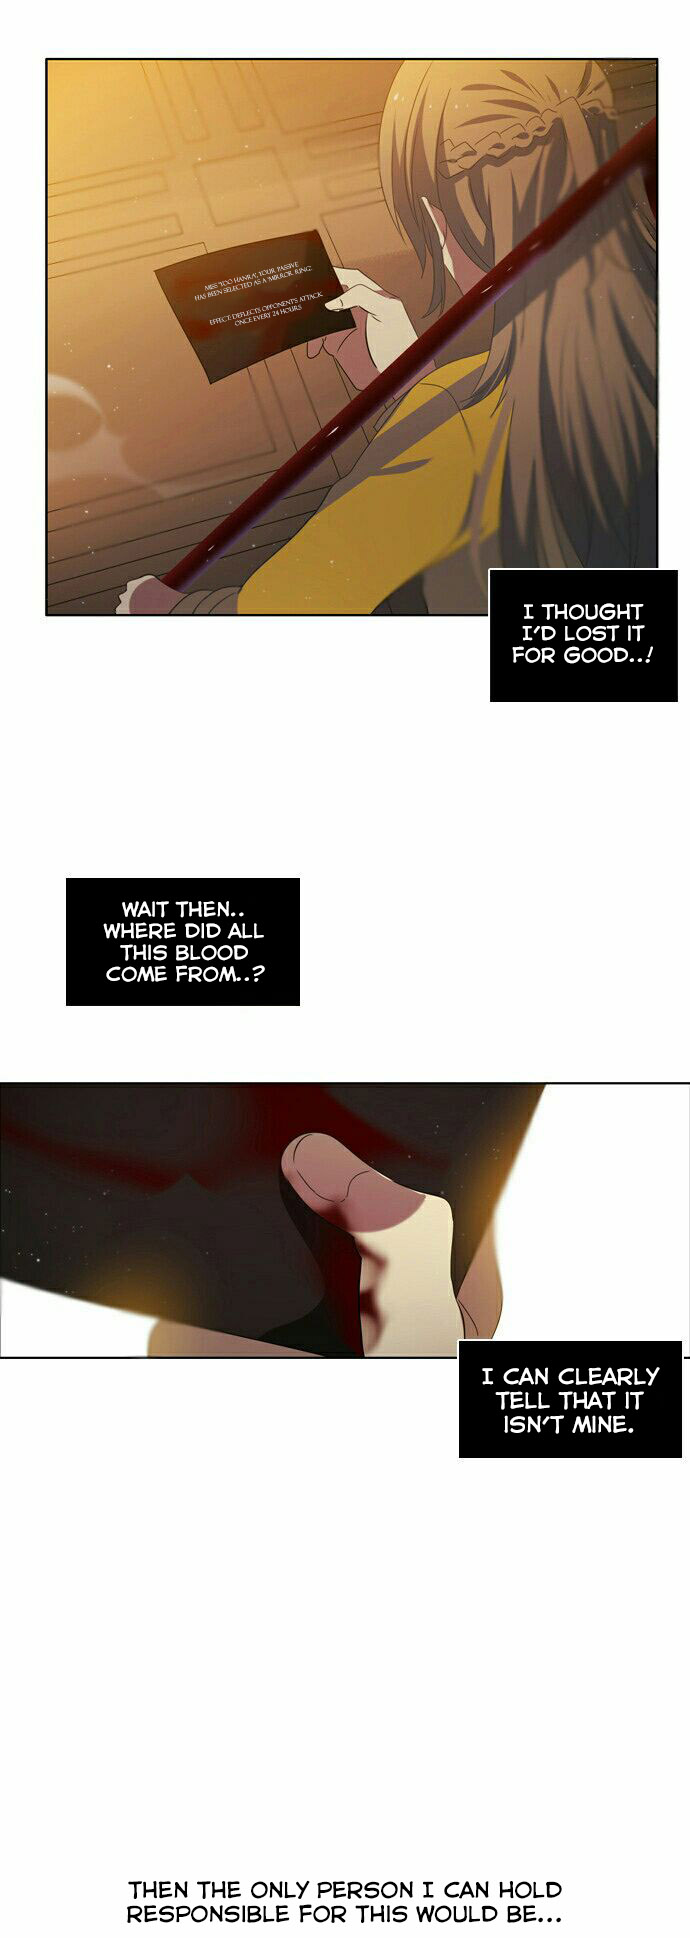 MISS 'YOO HANRA', YOUR PASSIVE
HAS BEEN SELECTED AS A 'MIRROR RING'.
EFFECT: DEFLECTS OPPONENT'S ATTACK
ONCE EVERY 24 HOURS
I THOUGHT
I'D LOST IT
FOR GOOD..!
WAIT THEN..
WHERE DID ALL
THIS BLOOD
COME FROM..?
I CAN CLEARLY
TELL THAT IT
ISN'T MINE.
THEN THE ONLY PERSON I CAN HOLD
RESPONSIBLE FOR THIS WOULD BE...